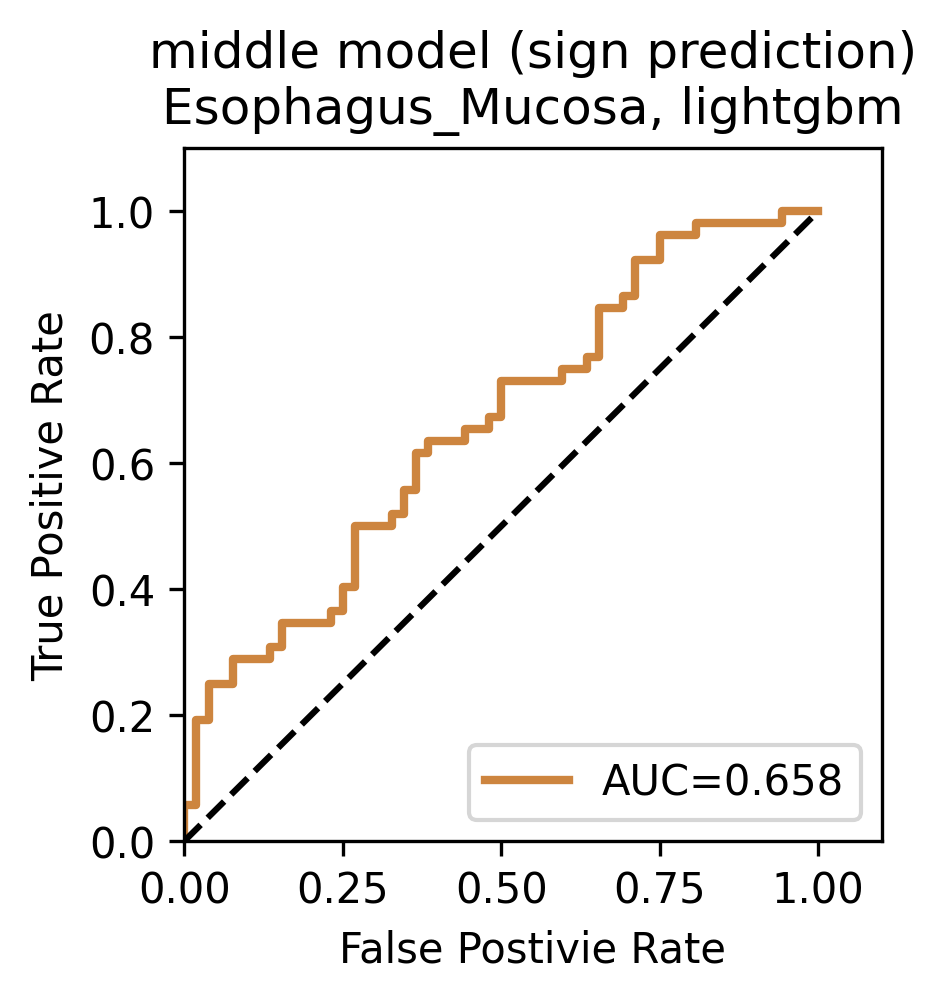 middle model (sign prediction)
Esophagus_Mucosa, lightgbm
True Positive Rate
1.0
0.8
0.6
0.4
0.2
0.0
AUC=0.658
0.00 0.25 0.50 0.75 1.00
False Postivie Rate